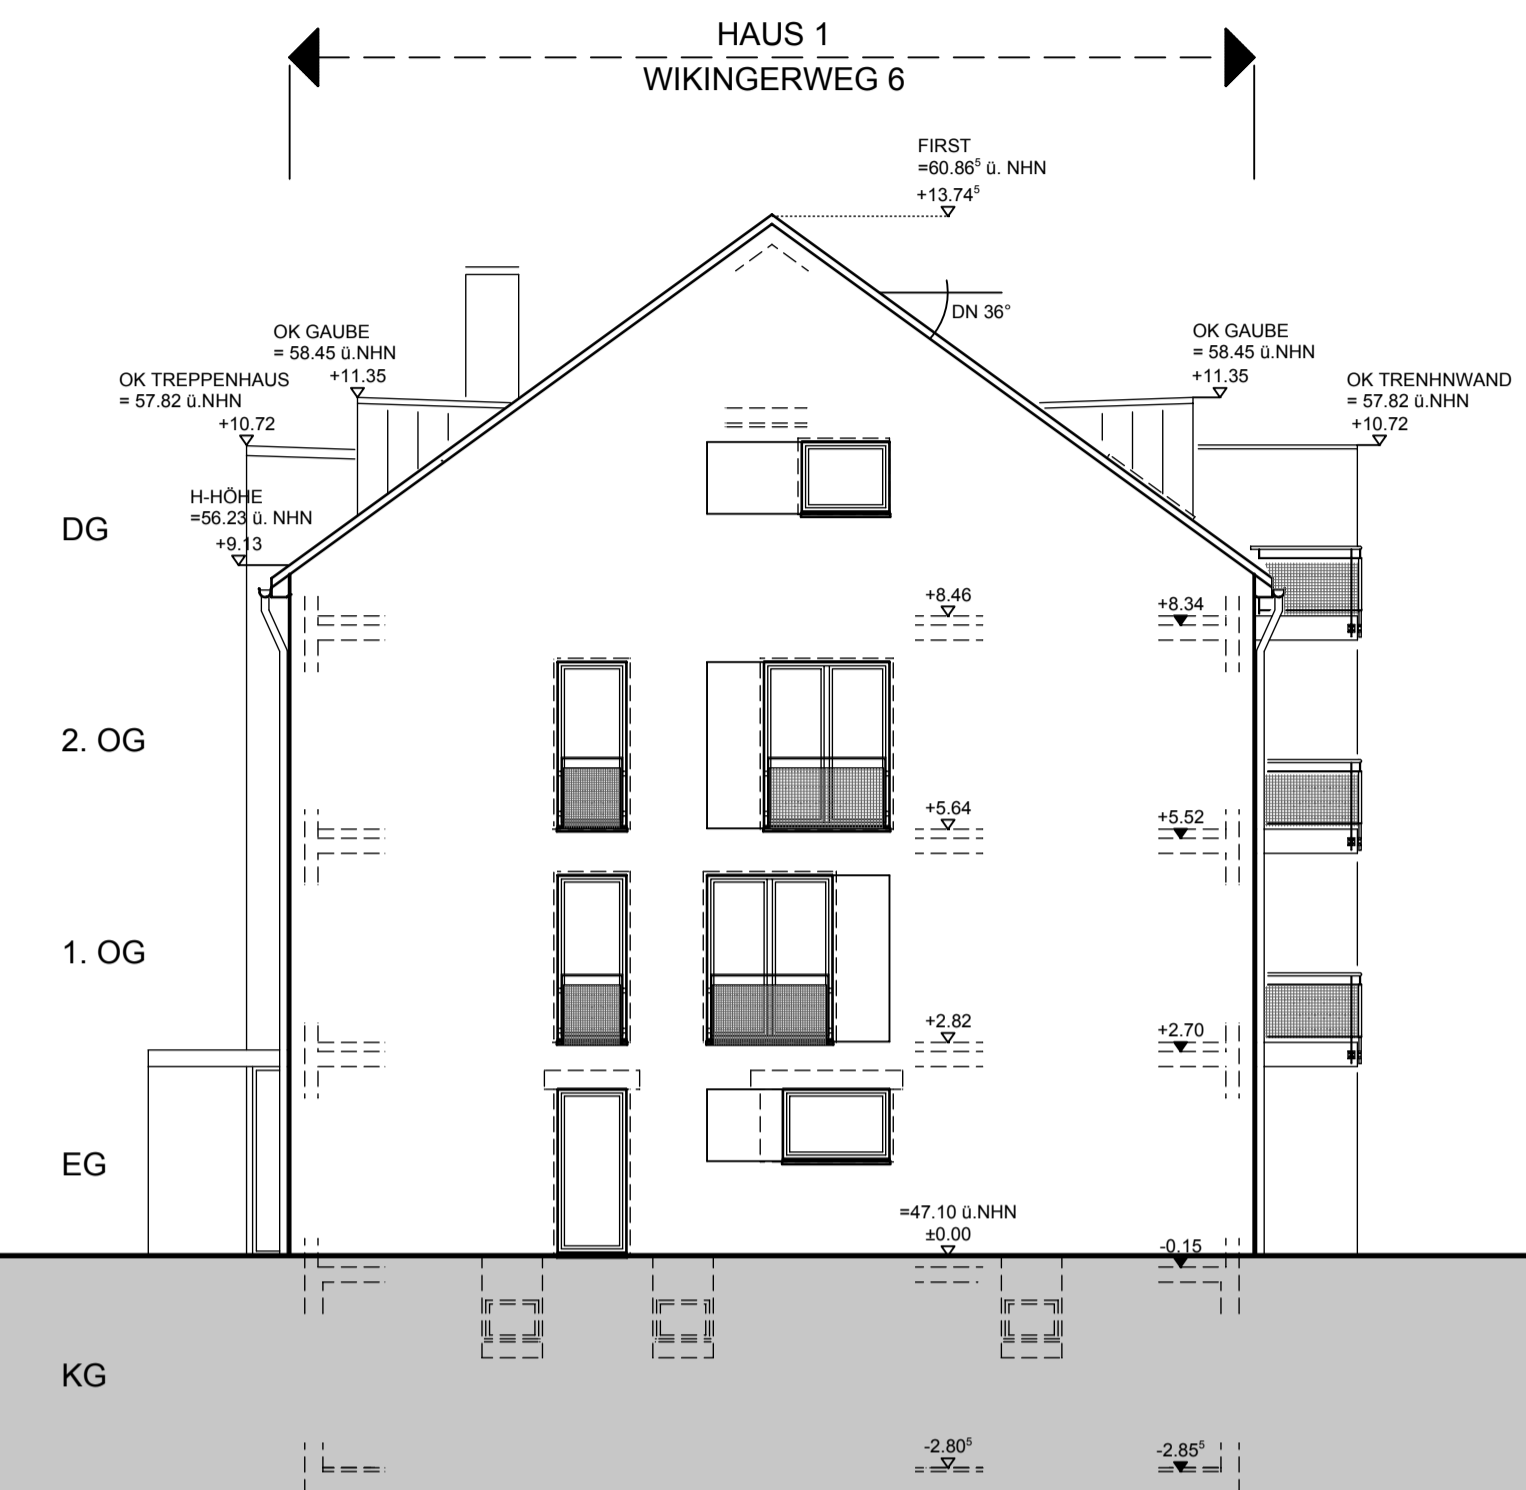 HAUS 1
WIKINGERWEG 6
FIRST
=60.86⁵ ü. NHN
+13.74⁵
DN 36°
OK GAUBE
= 58.45 ü.NHN
+11.35
OK TREPPENHAUS
= 57.82 ü.NHN
+10.72
OK GAUBE
= 58.45 ü.NHN
+11.35
OK TRENHNWAND
= 57.82 ü.NHN
+10.72
H-HÖHE
=56.23 ü. NHN
+9.13
DG
+8.46
+8.34
2. OG
+5.64
+5.52
1. OG
+2.82
+2.70
EG
=47.10 ü.NHN
±0.00
-0.15
KG
-2.80⁵
-2.85⁵